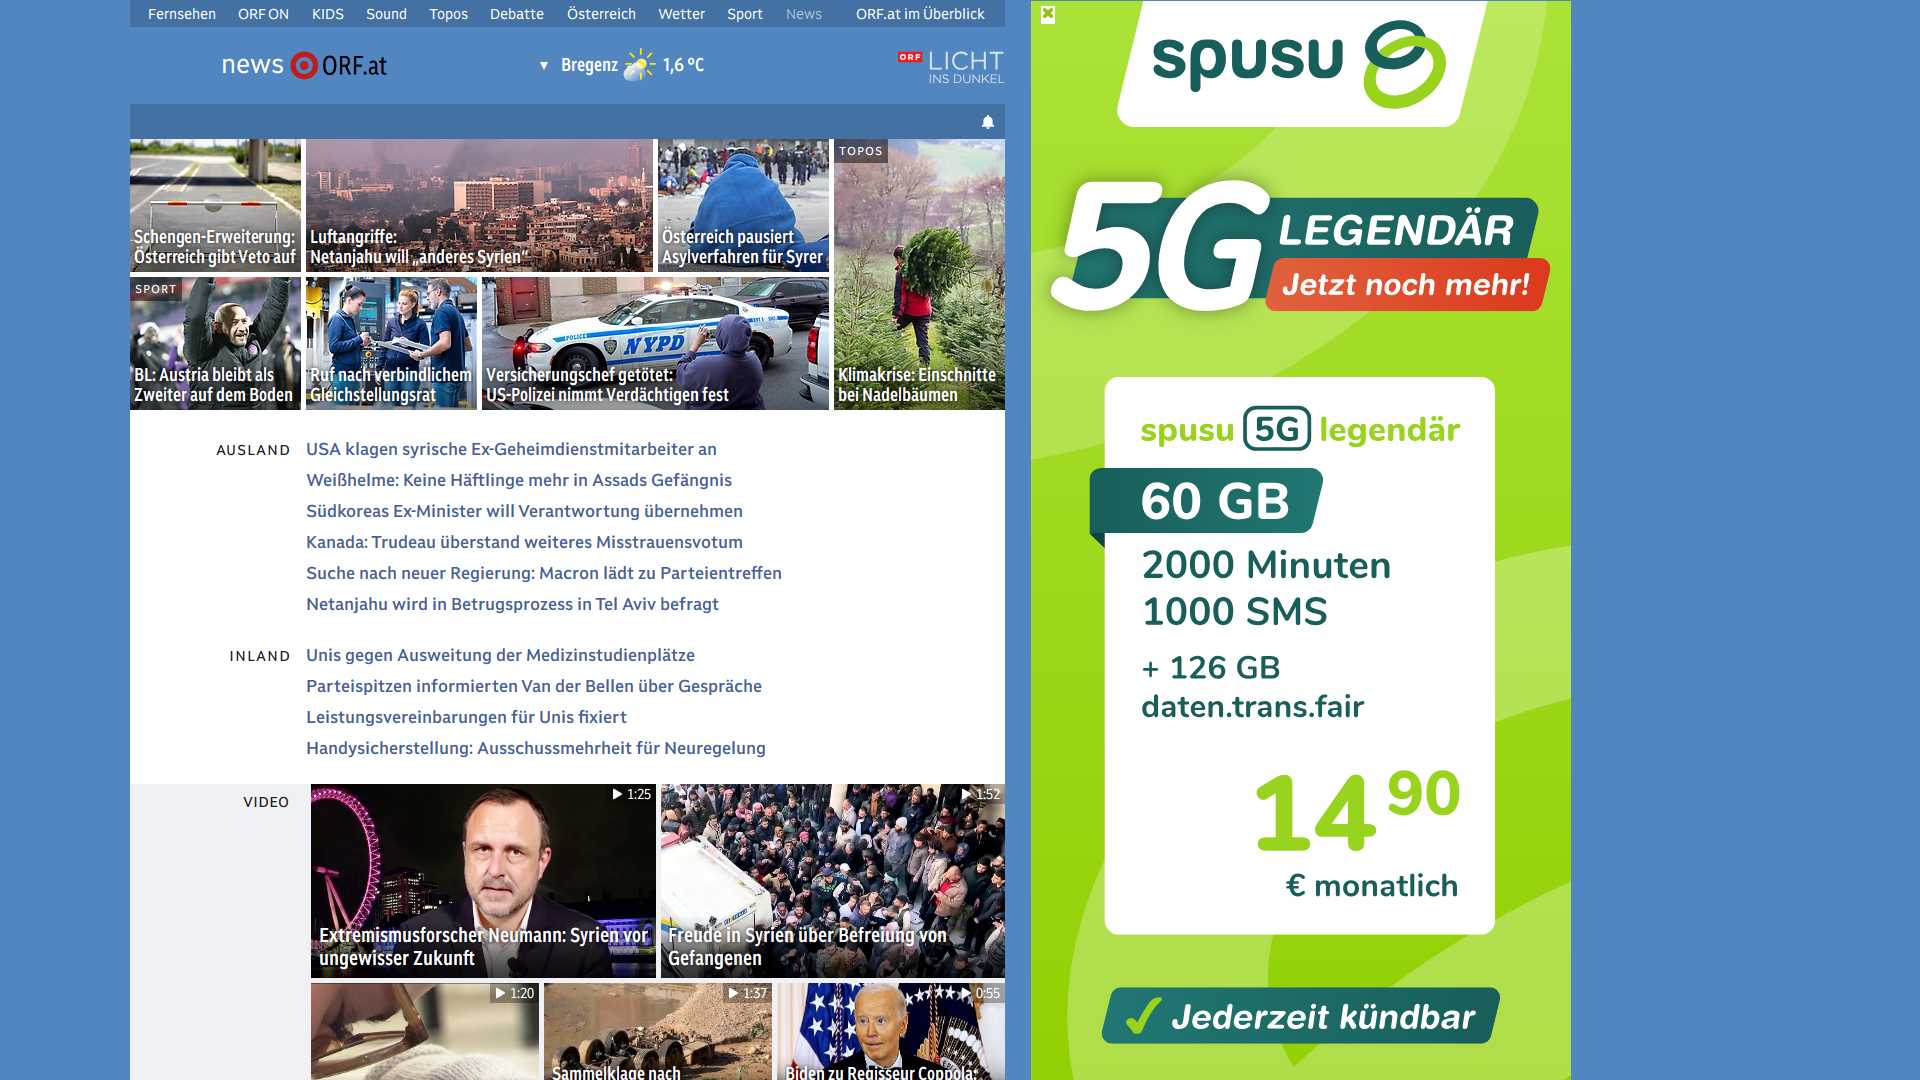 Fernsehen ORF ON KIDS Sound Topos Debatte Österreich Wetter Sport News ORF.at im Überblick
news ORF.at
▼ Bregenz 1,6 °C
ORF LICHT
INS DUNKEL
Schengen-Erweiterung:
Österreich gibt Veto auf
Luftangriffe:
Netanjahu will „anderes Syrien“
Österreich pausiert
Asylverfahren für Syrer
TOPOS
Klimakrise: Einschnitte
bei Nadelbäumen
SPORT
BL: Austria bleibt als
Zweiter auf dem Boden
Ruf nach verbindlichem
Gleichstellungsrat
POLICE
NYPD
Versicherungschef getötet:
US-Polizei nimmt Verdächtigen fest
AUSLAND
USA klagen syrische Ex-Geheimdienstmitarbeiter an
Weißhelme: Keine Häftlinge mehr in Assads Gefängnis
Südkoreas Ex-Minister will Verantwortung übernehmen
Kanada: Trudeau überstand weiteres Misstrauensvotum
Suche nach neuer Regierung: Macron lädt zu Parteientreffen
Netanjahu wird in Betrugsprozess in Tel Aviv befragt
INLAND
Unis gegen Ausweitung der Medizinstudienplätze
Parteispitzen informierten Van der Bellen über Gespräche
Leistungsvereinbarungen für Unis fixiert
Handysicherstellung: Ausschussmehrheit für Neuregelung
VIDEO
1:25
Extremismusforscher Neumann: Syrien vor
ungewisser Zukunft
1:52
Freude in Syrien über Befreiung von
Gefangenen
1:20
1:37
Sammelklage nach
0:55
Biden zu Regisseur Coppola:
spusu
5G LEGENDÄR
Jetzt noch mehr!
spusu 5G legendär
60 GB
2000 Minuten
1000 SMS
+ 126 GB
daten.trans.fair
14 90
€ monatlich
Jederzeit kündbar